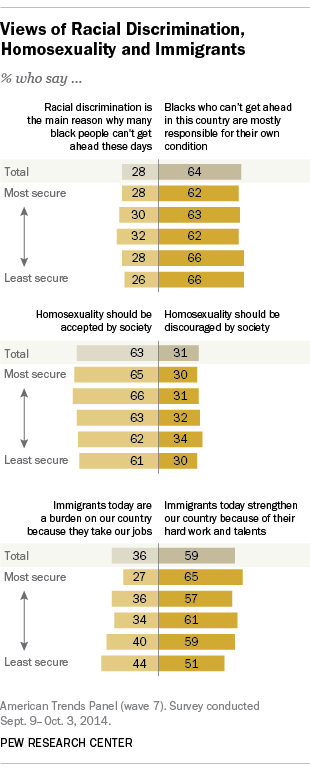 Views of Racial Discrimination,
Homosexuality and Immigrants
% who say ...
Racial discrimination is
the main reason why many
black people can't get
ahead these days
Blacks who can't get ahead
in this country are mostly
responsible for their own
condition
Total 28 64
Most secure 28 62
30 63
32 62
28 66
Least secure 26 66
Homosexuality should be
accepted by society
Homosexuality should be
discouraged by society
Total 63 31
Most secure 65 30
66 31
63 32
62 34
Least secure 61 30
Immigrants today are
a burden on our country
because they take our jobs
Immigrants today strengthen
our country because of their
hard work and talents
Total 36 59
Most secure 27 65
36 57
34 61
40 59
Least secure 44 51
American Trends Panel (wave 7). Survey conducted
Sept. 9–Oct. 3, 2014.
PEW RESEARCH CENTER